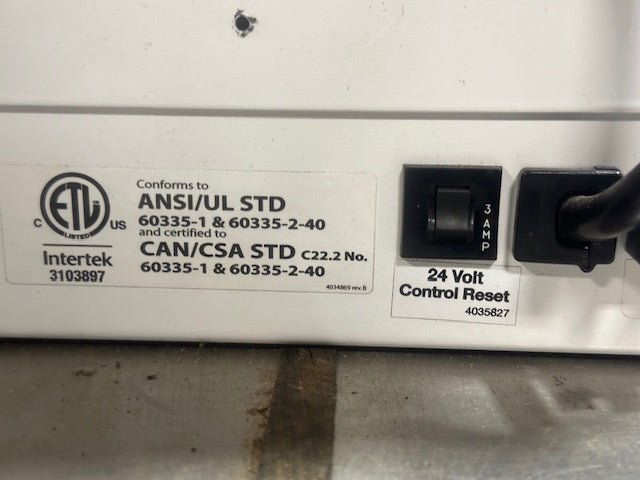 Conforms to
ANSI/UL STD
60335-1 & 60335-2-40
and certified to
CAN/CSA STD C22.2 No.
60335-1 & 60335-2-40
4034869 rev.B
C ETL US
LISTED
Intertek
3103897
3 AMP
24 Volt
Control Reset
4035827